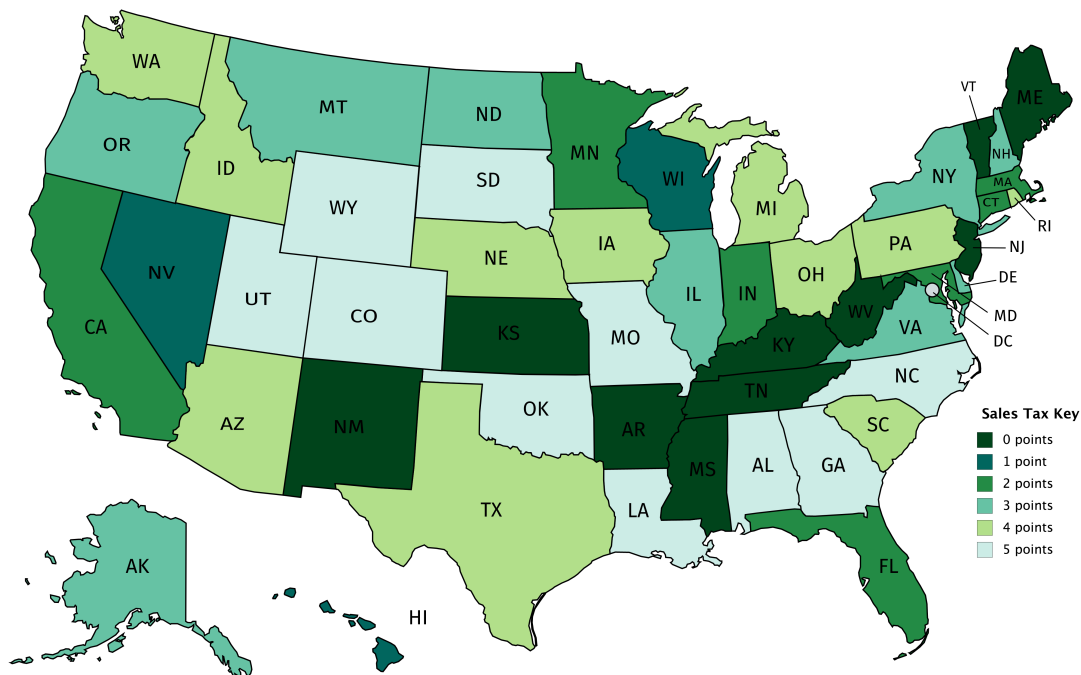 WA
MT
ND
MN
VT
ME
OR
ID
SD
WI
NH
NY
MA
CT
WY
MI
RI
NV
UT
NE
IA
PA
NJ
CO
IL
IN
OH
DE
CA
KS
MO
KY
WV
VA
MD
DC
AZ
NM
OK
AR
TN
NC
MS
AL
GA
SC
TX
LA
FL
AK
HI
Sales Tax Key
0 points
1 point
2 points
3 points
4 points
5 points